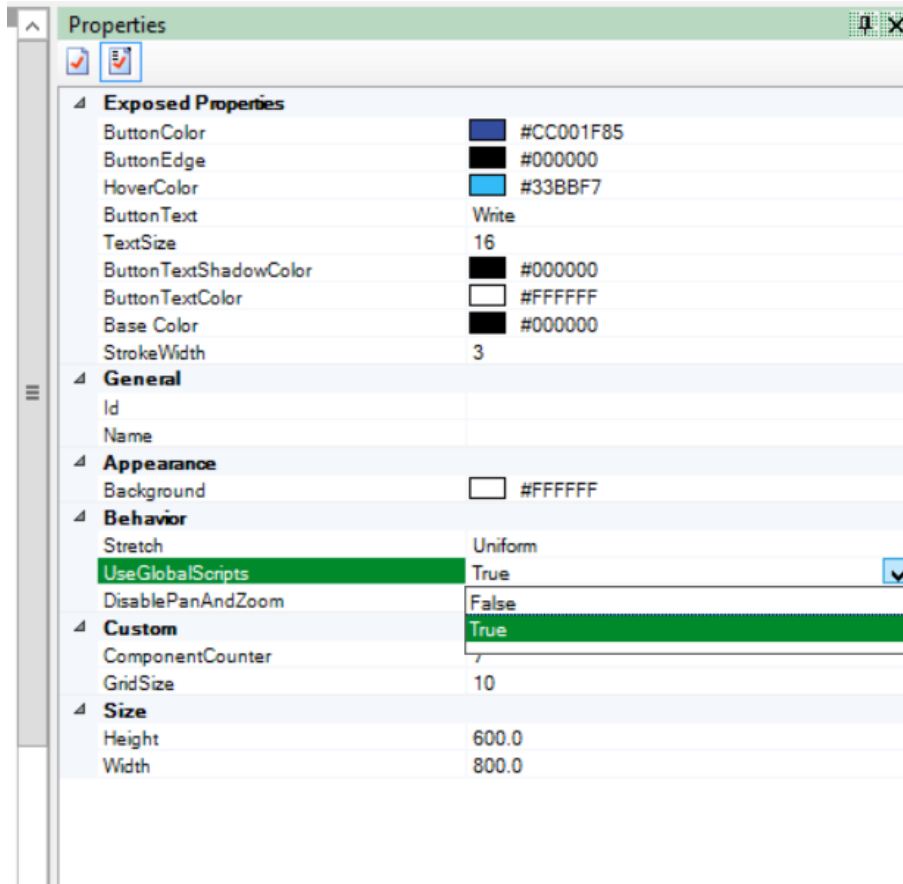 Properties
Exposed Properties
ButtonColor #CC001F85
ButtonEdge #000000
HoverColor #33BBF7
ButtonText Write
TextSize 16
ButtonTextShadowColor #000000
ButtonTextColor #FFFFFF
Base Color #000000
StrokeWidth 3
General
Id
Name
Appearance
Background #FFFFFF
Behavior
Stretch Uniform
UseGlobalScripts True
DisablePanAndZoom False
Custom True
ComponentCounter
GridSize 10
Size
Height 600.0
Width 800.0